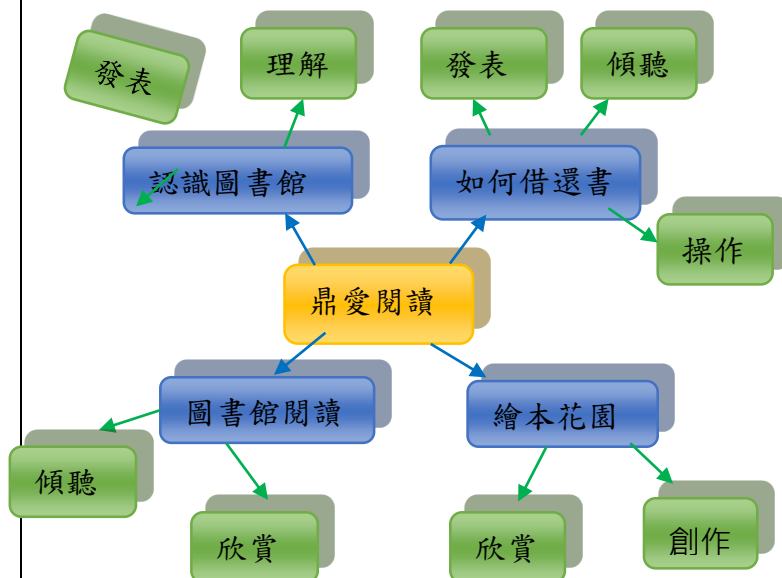 發表
理解
發表
傾聽
認識圖書館
如何借還書
操作
鼎愛閱讀
圖書館閱讀
繪本花園
傾聽
欣賞
欣賞
創作